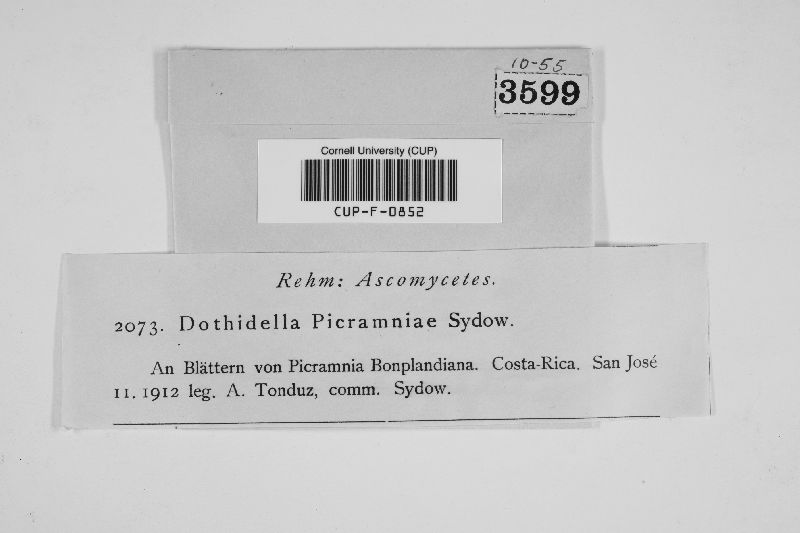 10-55
3599
Cornell University (CUP)
CUP-F-0852
Rehm: Ascomycetes.
2073. Dothidella Picramniae Sydow.
An Blättern von Picramnia Bonplandiana. Costa-Rica. San José
11. 1912 leg. A. Tonduz, comm. Sydow.